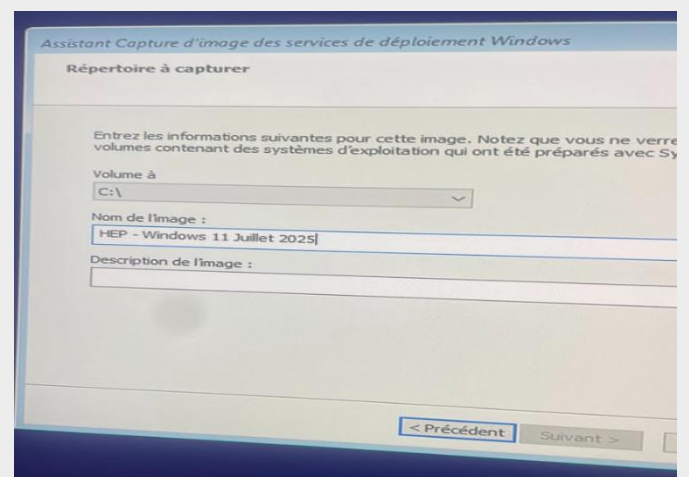 Assistant Capture d'image des services de déploiement Windows
Répertoire à capturer
Entrez les informations suivantes pour cette image. Notez que vous ne
volumes contenant des systèmes d'exploitation qui ont été préparés avec
Volume à
C:\
Nom de l'image :
HEP - Windows 11 Juillet 2025
Description de l'image :
< Précédent
Suivant >